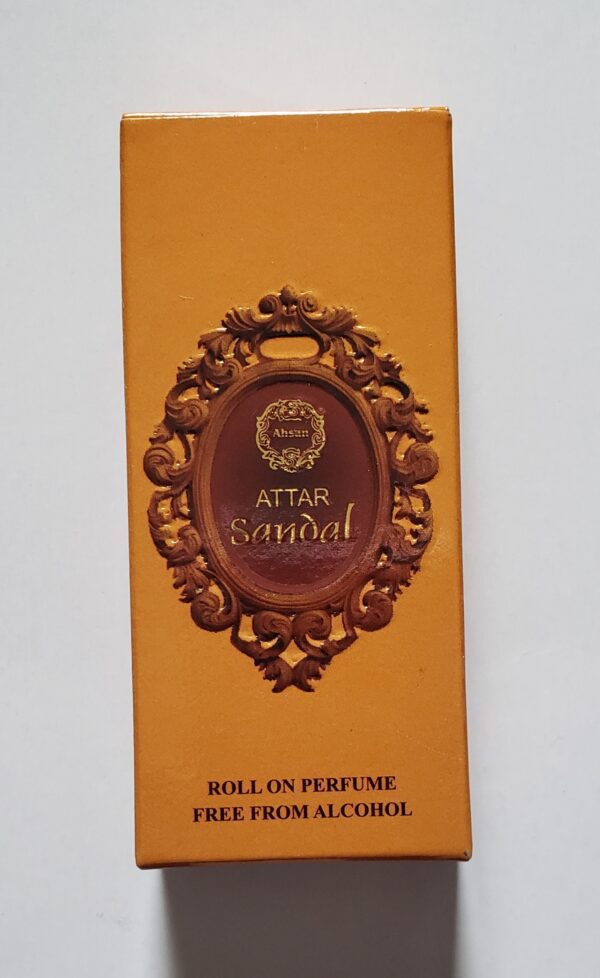 Ahsan
®
ATTAR
Sandal
ROLL ON PERFUME
FREE FROM ALCOHOL